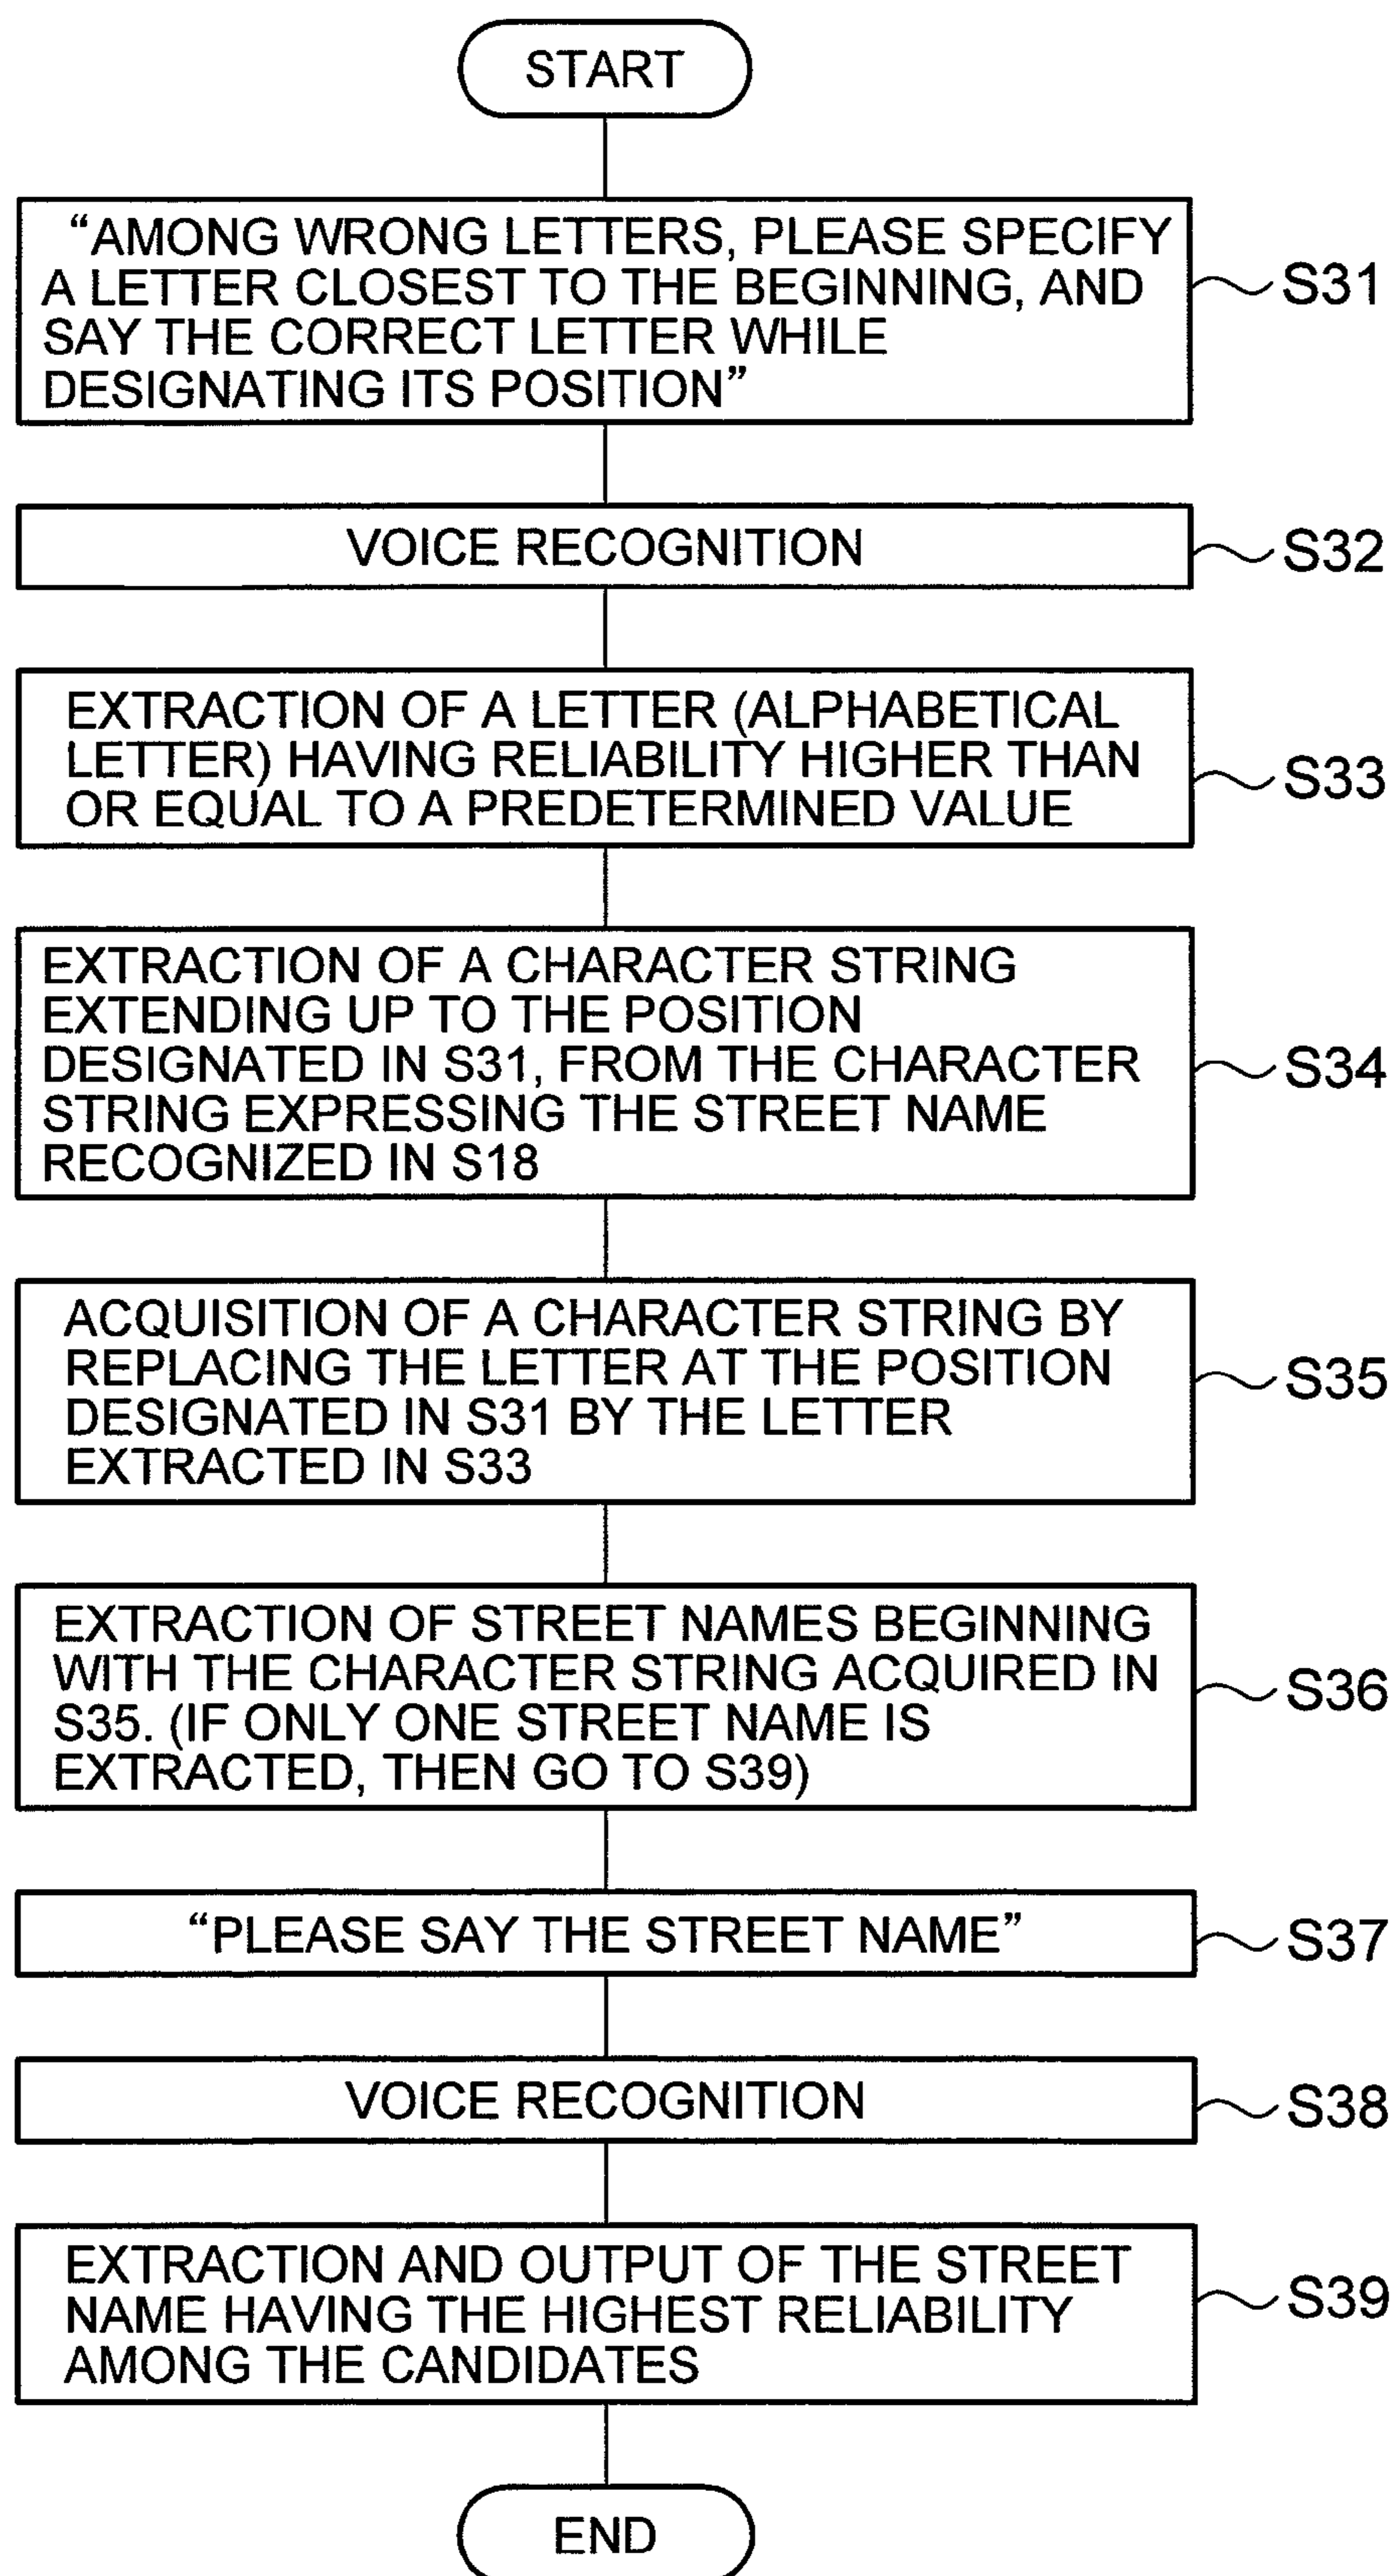 START
“AMONG WRONG LETTERS, PLEASE SPECIFY
A LETTER CLOSEST TO THE BEGINNING, AND
SAY THE CORRECT LETTER WHILE
DESIGNATING ITS POSITION”
S31
VOICE RECOGNITION
S32
EXTRACTION OF A LETTER (ALPHABETICAL
LETTER) HAVING RELIABILITY HIGHER THAN
OR EQUAL TO A PREDETERMINED VALUE
S33
EXTRACTION OF A CHARACTER STRING
EXTENDING UP TO THE POSITION
DESIGNATED IN S31, FROM THE CHARACTER
STRING EXPRESSING THE STREET NAME
RECOGNIZED IN S18
S34
ACQUISITION OF A CHARACTER STRING BY
REPLACING THE LETTER AT THE POSITION
DESIGNATED IN S31 BY THE LETTER
EXTRACTED IN S33
S35
EXTRACTION OF STREET NAMES BEGINNING
WITH THE CHARACTER STRING ACQUIRED IN
S35. (IF ONLY ONE STREET NAME IS
EXTRACTED, THEN GO TO S39)
S36
“PLEASE SAY THE STREET NAME”
S37
VOICE RECOGNITION
S38
EXTRACTION AND OUTPUT OF THE STREET
NAME HAVING THE HIGHEST RELIABILITY
AMONG THE CANDIDATES
S39
END